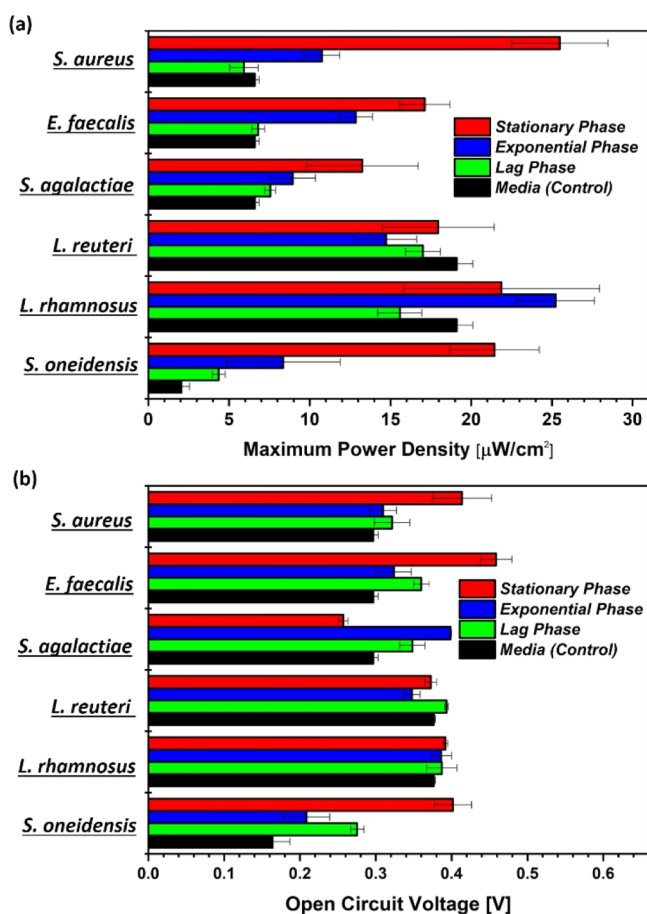 (a)
S. aureus
E. faecalis
S. agalactiae
L. reuteri
L. rhamnosus
S. oneidensis
Stationary Phase
Exponential Phase
Lag Phase
Media (Control)
0 5 10 15 20 25 30
Maximum Power Density [μW/cm²]
(b)
S. aureus
E. faecalis
S. agalactiae
L. reuteri
L. rhamnosus
S. oneidensis
Stationary Phase
Exponential Phase
Lag Phase
Media (Control)
0.0 0.1 0.2 0.3 0.4 0.5 0.6
Open Circuit Voltage [V]